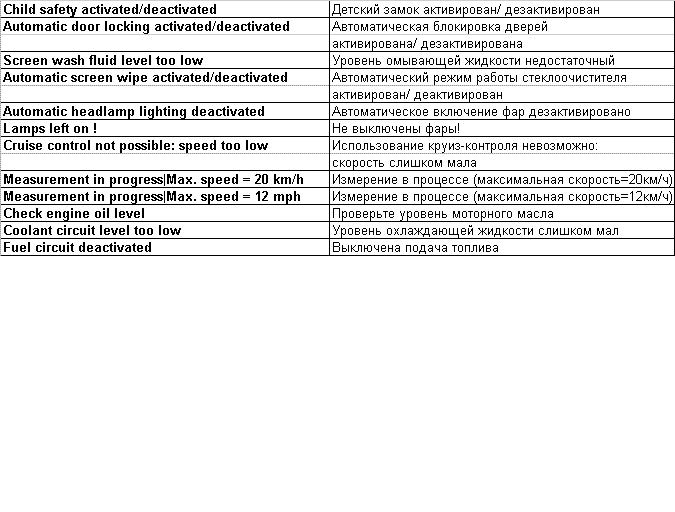 Child safety activated/deactivated Детский замок активирован/ дезактивирован
Automatic door locking activated/deactivated Автоматическая блокировка дверей
активирована/ дезактивирована
Screen wash fluid level too low Уровень омывающей жидкости недостаточный
Automatic screen wipe activated/deactivated Автоматический режим работы стеклоочистителя
активирован/ деактивирован
Automatic headlamp lighting deactivated Автоматическое включение фар дезактивировано
Lamps left on ! Не выключены фары!
Cruise control not possible: speed too low Использование круиз-контроля невозможно:
скорость слишком мала
Measurement in progress|Max. speed = 20 km/h Измерение в процессе (максимальная скорость=20км/ч)
Measurement in progress|Max. speed = 12 mph Измерение в процессе (максимальная скорость=12км/ч)
Check engine oil level Проверьте уровень моторного масла
Coolant circuit level too low Уровень охлаждающей жидкости слишком мал
Fuel circuit deactivated Выключена подача топлива